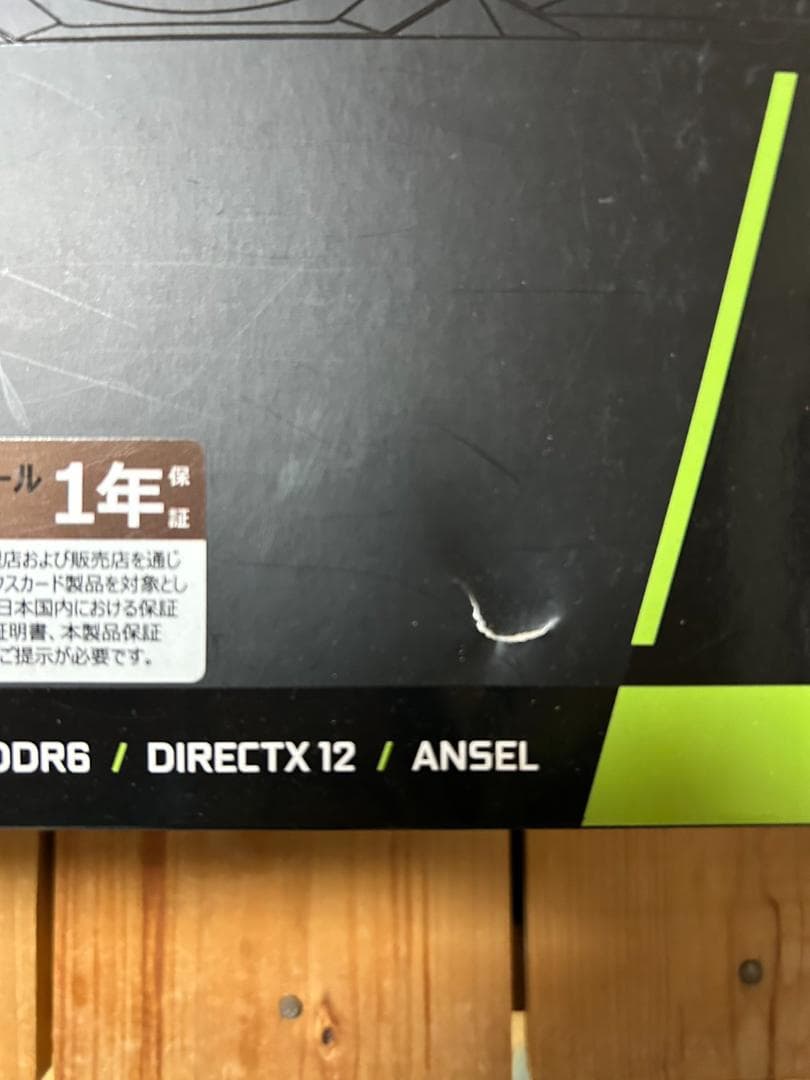 ール 1年保証
店および販売店を通じ
スカード製品を対象とし
日本国内における保証
証明書、本製品保証
ご提示が必要です。
DDR6 / DIRECTX 12 / ANSEL